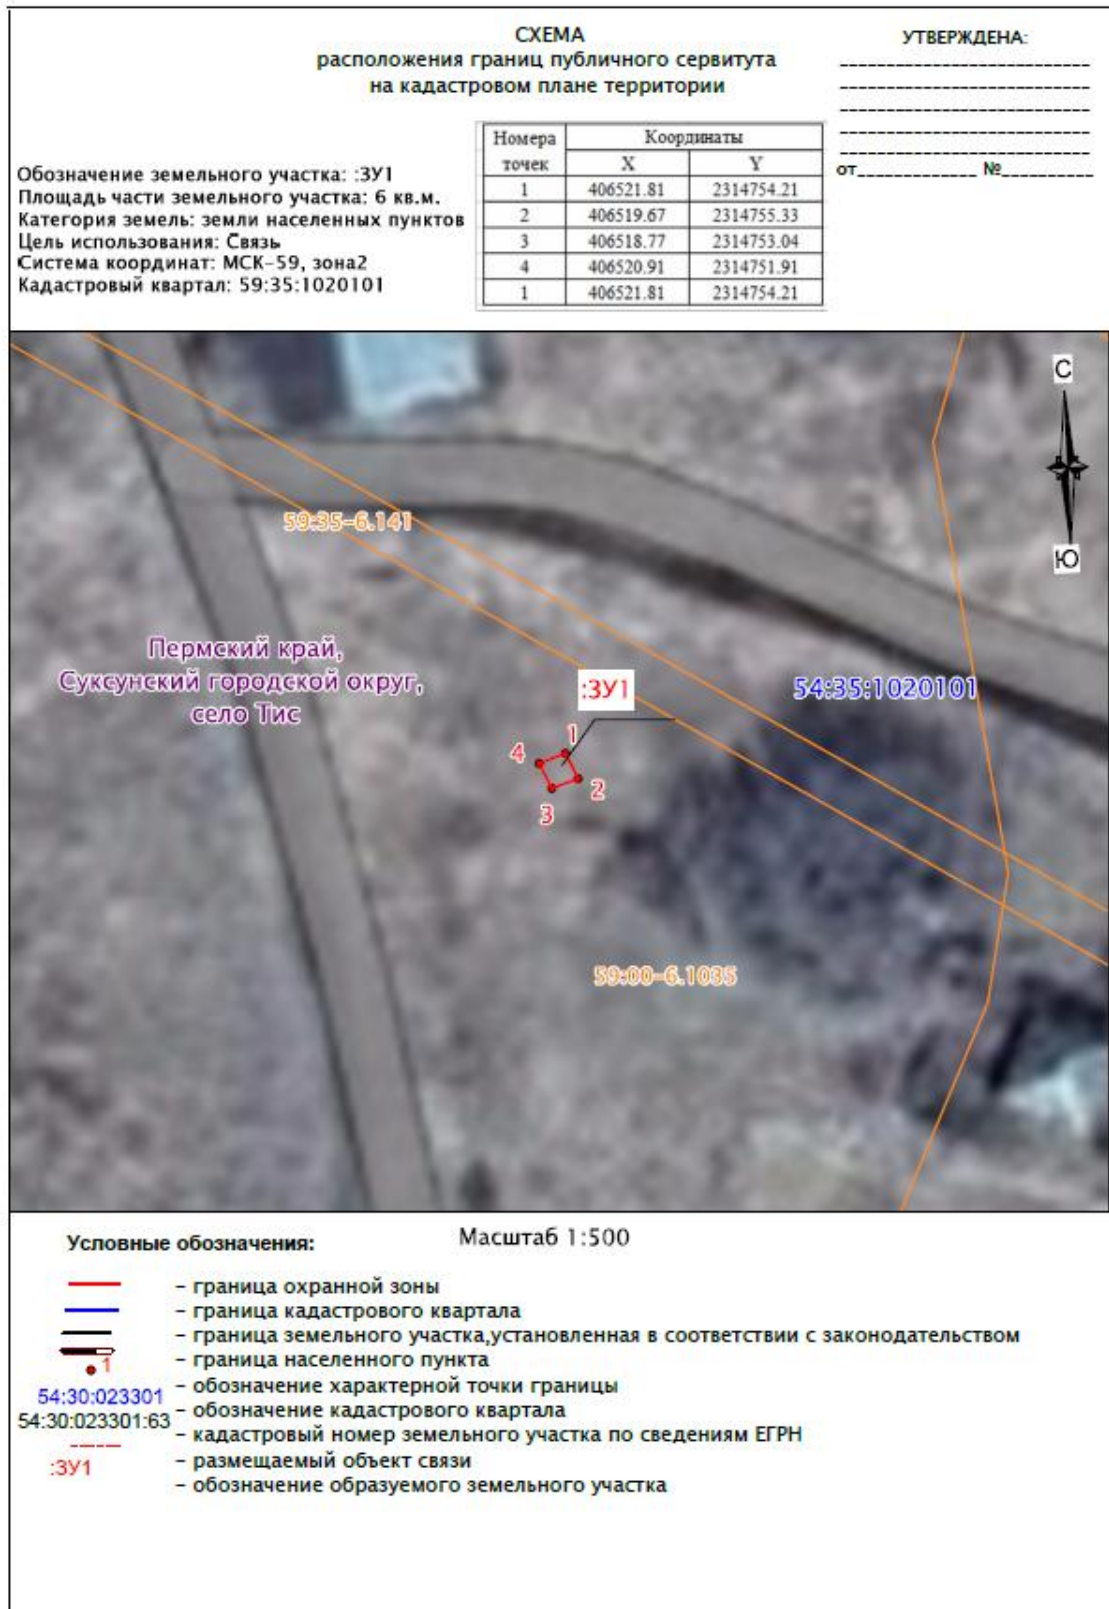 СХЕМА
расположения границ публичного сервитута
на кадастровом плане территории
УТВЕРЖДЕНА:
от_____________ №__________
Обозначение земельного участка: :ЗУ1
Площадь части земельного участка: 6 кв.м.
Категория земель: земли населенных пунктов
Цель использования: Связь
Система координат: МСК-59, зона2
Кадастровый квартал: 59:35:1020101
Номера точек Координаты
X Y
1 406521.81 2314754.21
2 406519.67 2314755.33
3 406518.77 2314753.04
4 406520.91 2314751.91
1 406521.81 2314754.21
С
Ю
59:35-6.141
Пермский край,
Суксунский городской округ,
село Тис
:ЗУ1
54:35:1020101
1
4
2
3
59:00-6.1035
Масштаб 1:500
Условные обозначения:
- граница охранной зоны
- граница кадастрового квартала
- граница земельного участка,установленная в соответствии с законодательством
- граница населенного пункта
1
- обозначение характерной точки границы
54:30:023301
- обозначение кадастрового квартала
54:30:023301:63
- кадастровый номер земельного участка по сведениям ЕГРН
- размещаемый объект связи
:ЗУ1
- обозначение образуемого земельного участка